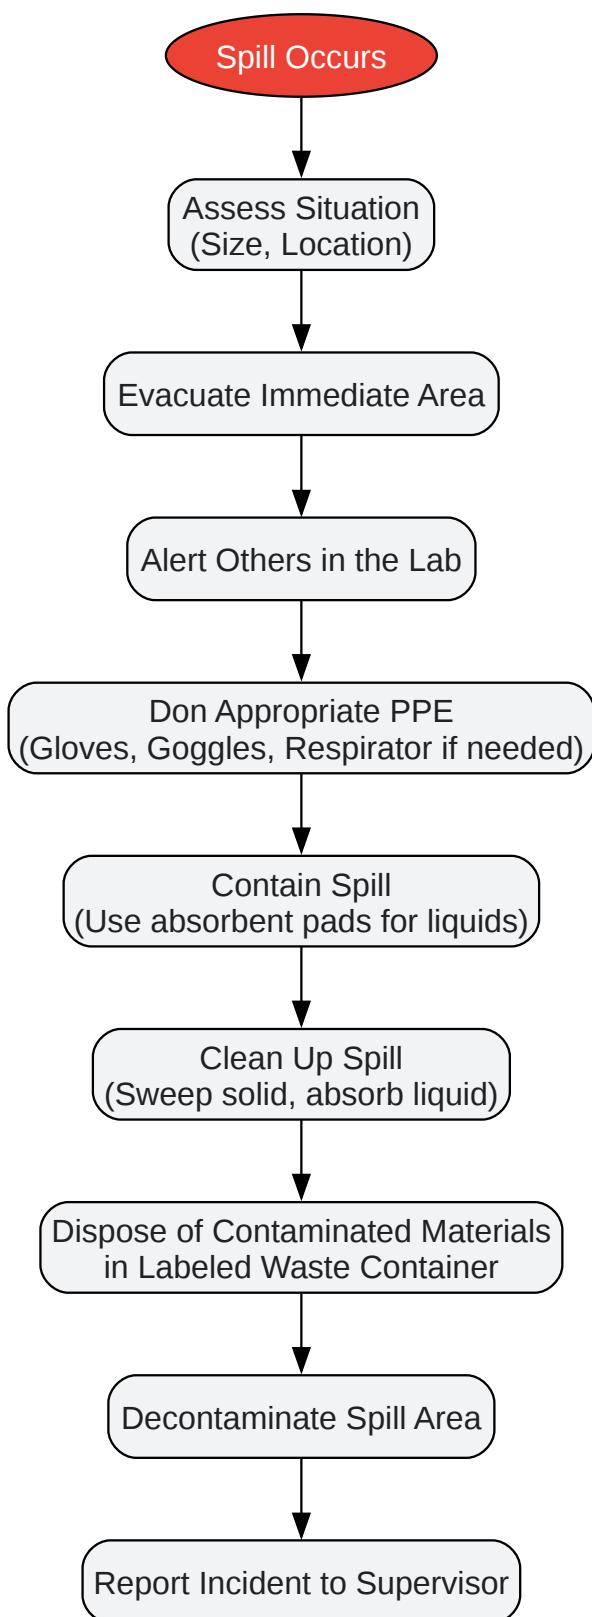 Spill Occurs
Assess Situation
(Size, Location)
Evacuate Immediate Area
Alert Others in the Lab
Don Appropriate PPE
(Gloves, Goggles, Respirator if needed)
Contain Spill
(Use absorbent pads for liquids)
Clean Up Spill
(Sweep solid, absorb liquid)
Dispose of Contaminated Materials
in Labeled Waste Container
Decontaminate Spill Area
Report Incident to Supervisor